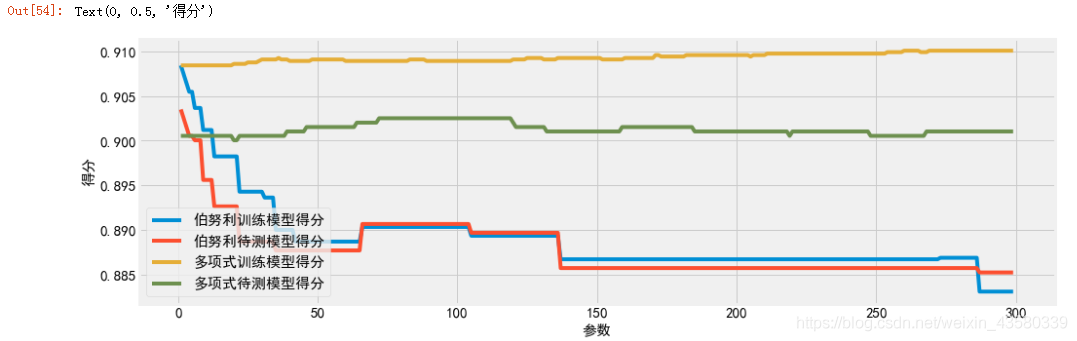 Out[54]: Text(0, 0.5, '得分')
0.910
0.905
0.900
0.895
0.890
0.885
得分
伯努利训练模型得分
伯努利待测模型得分
多项式训练模型得分
多项式待测模型得分
0 50 100 150 200 250 300
参数
https://blog.csdn.net/weixin_43580339